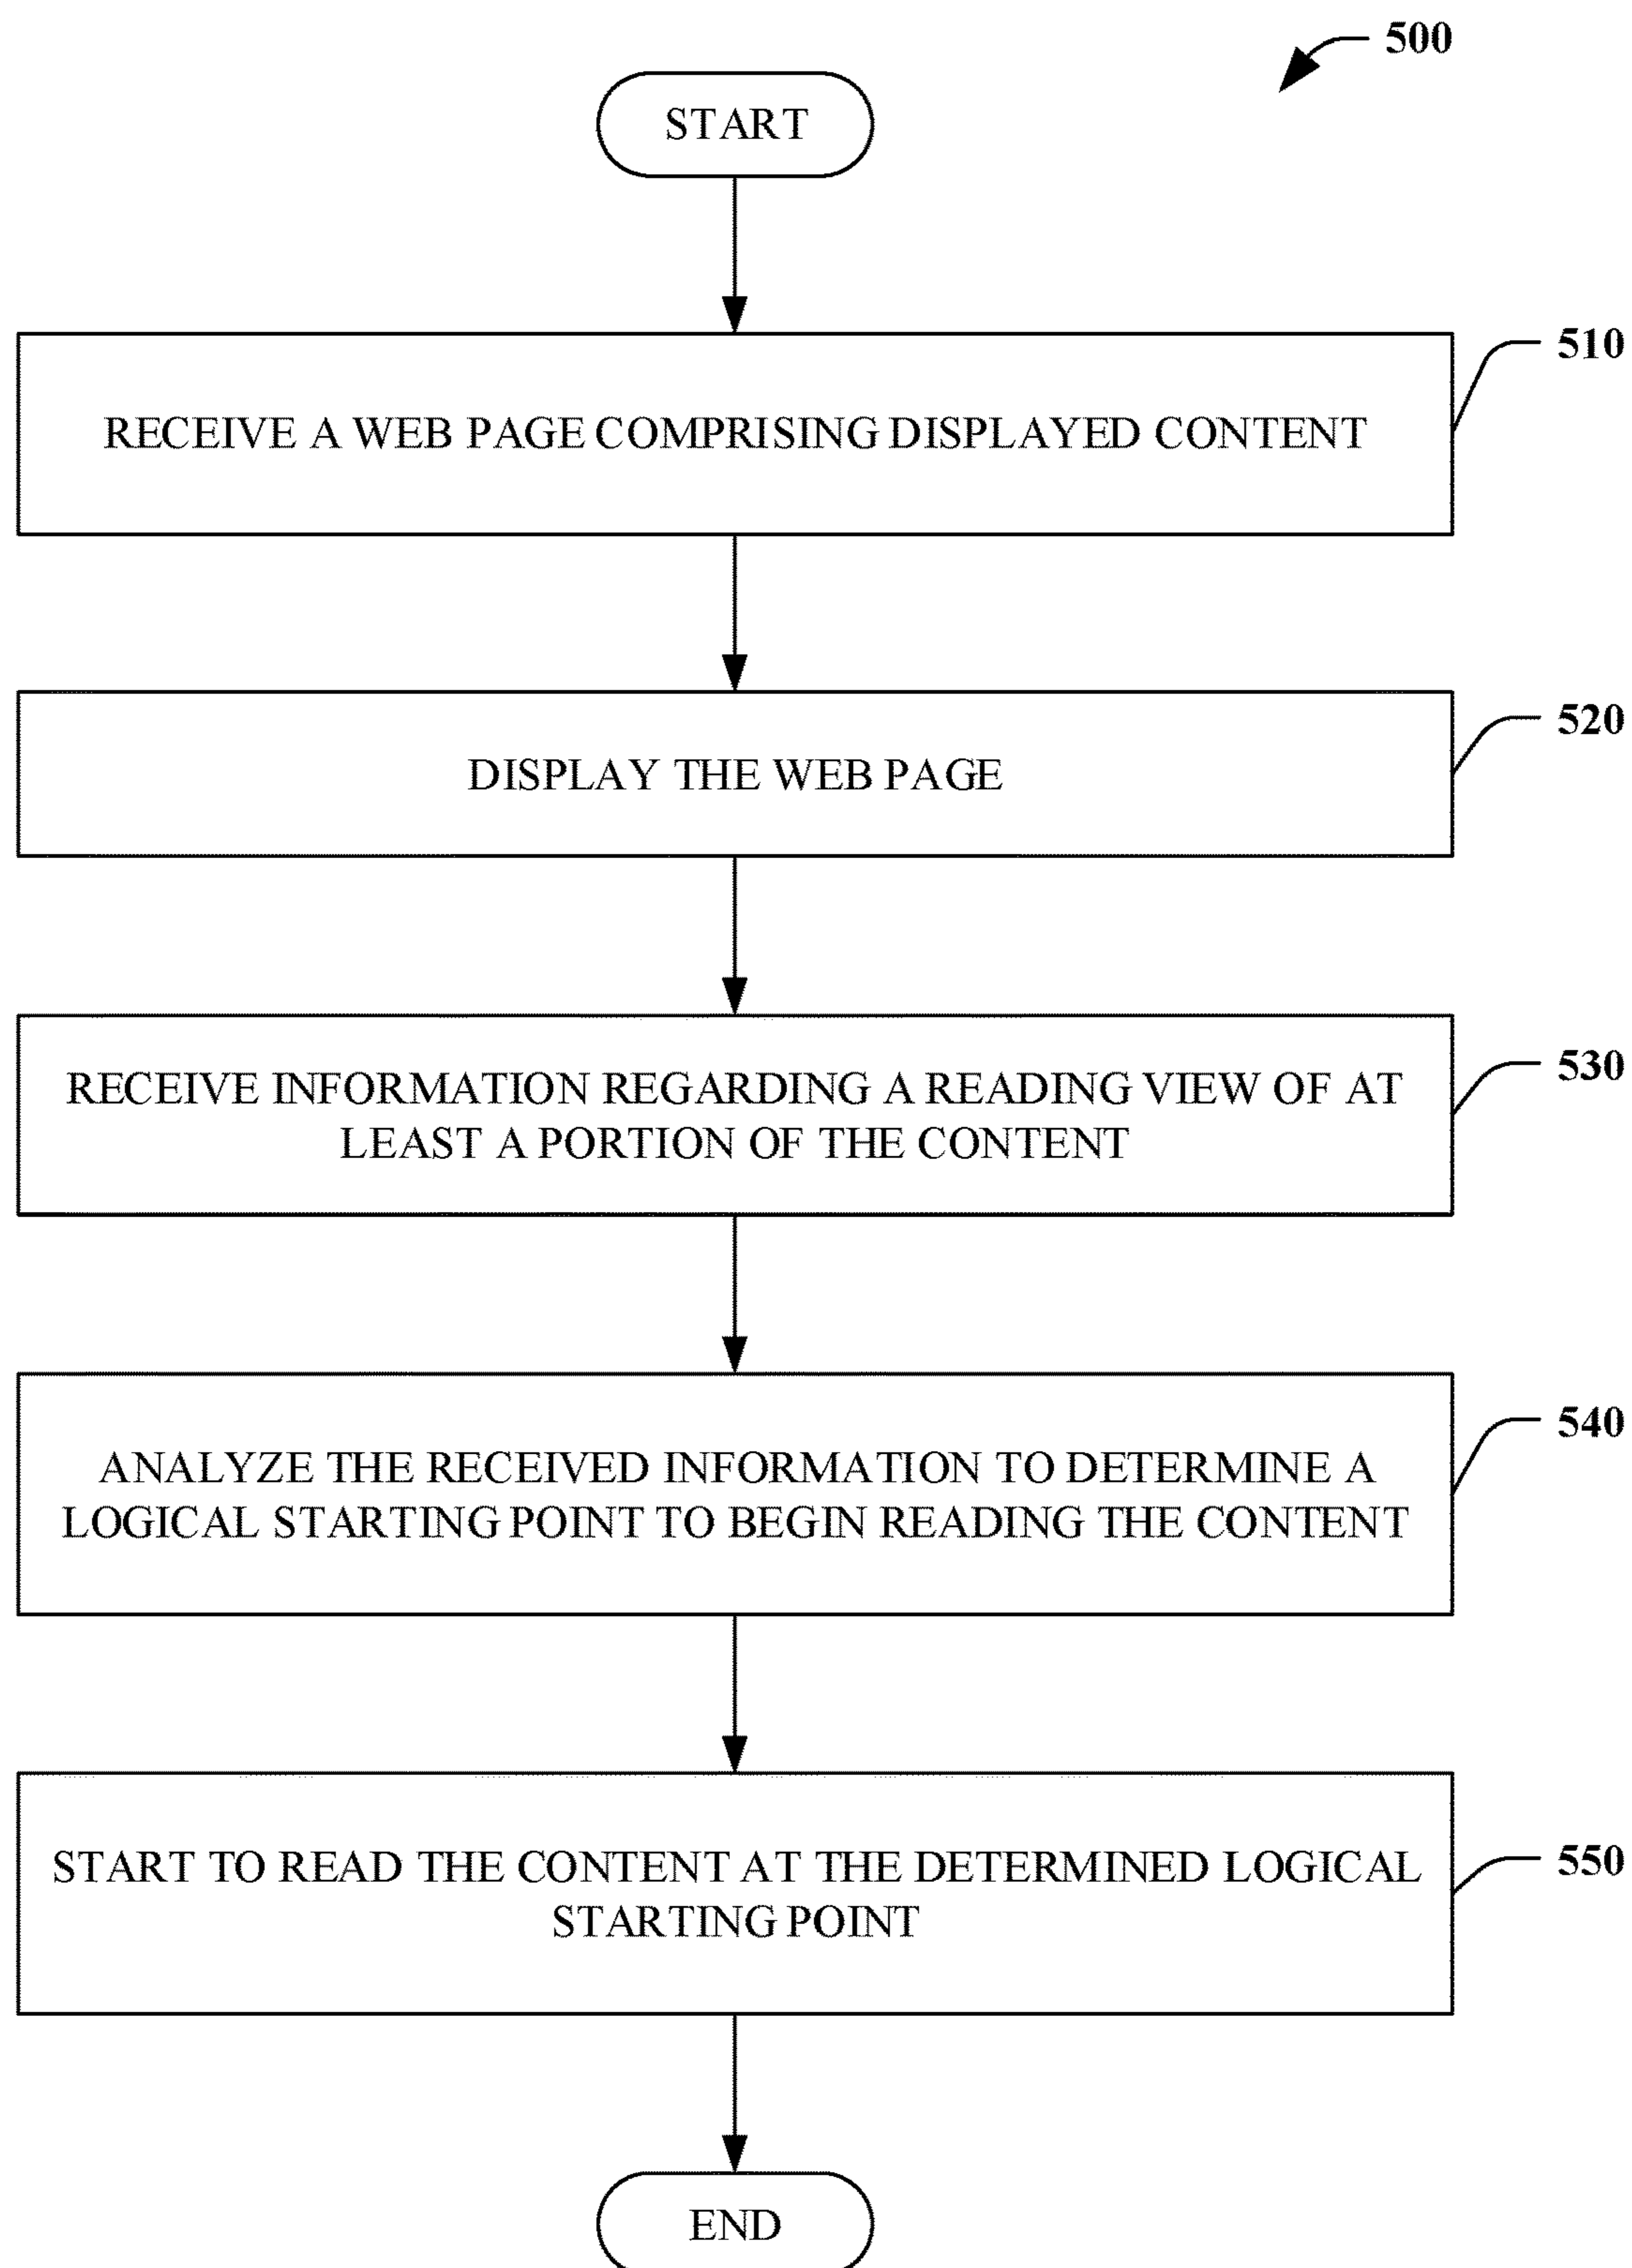 500
START
510
RECEIVE A WEB PAGE COMPRISING DISPLAYED CONTENT
520
DISPLAY THE WEB PAGE
530
RECEIVE INFORMATION REGARDING A READING VIEW OF AT
LEAST A PORTION OF THE CONTENT
540
ANALYZE THE RECEIVED INFORMATION TO DETERMINE A
LOGICAL STARTING POINT TO BEGIN READING THE CONTENT
550
START TO READ THE CONTENT AT THE DETERMINED LOGICAL
STARTING POINT
END